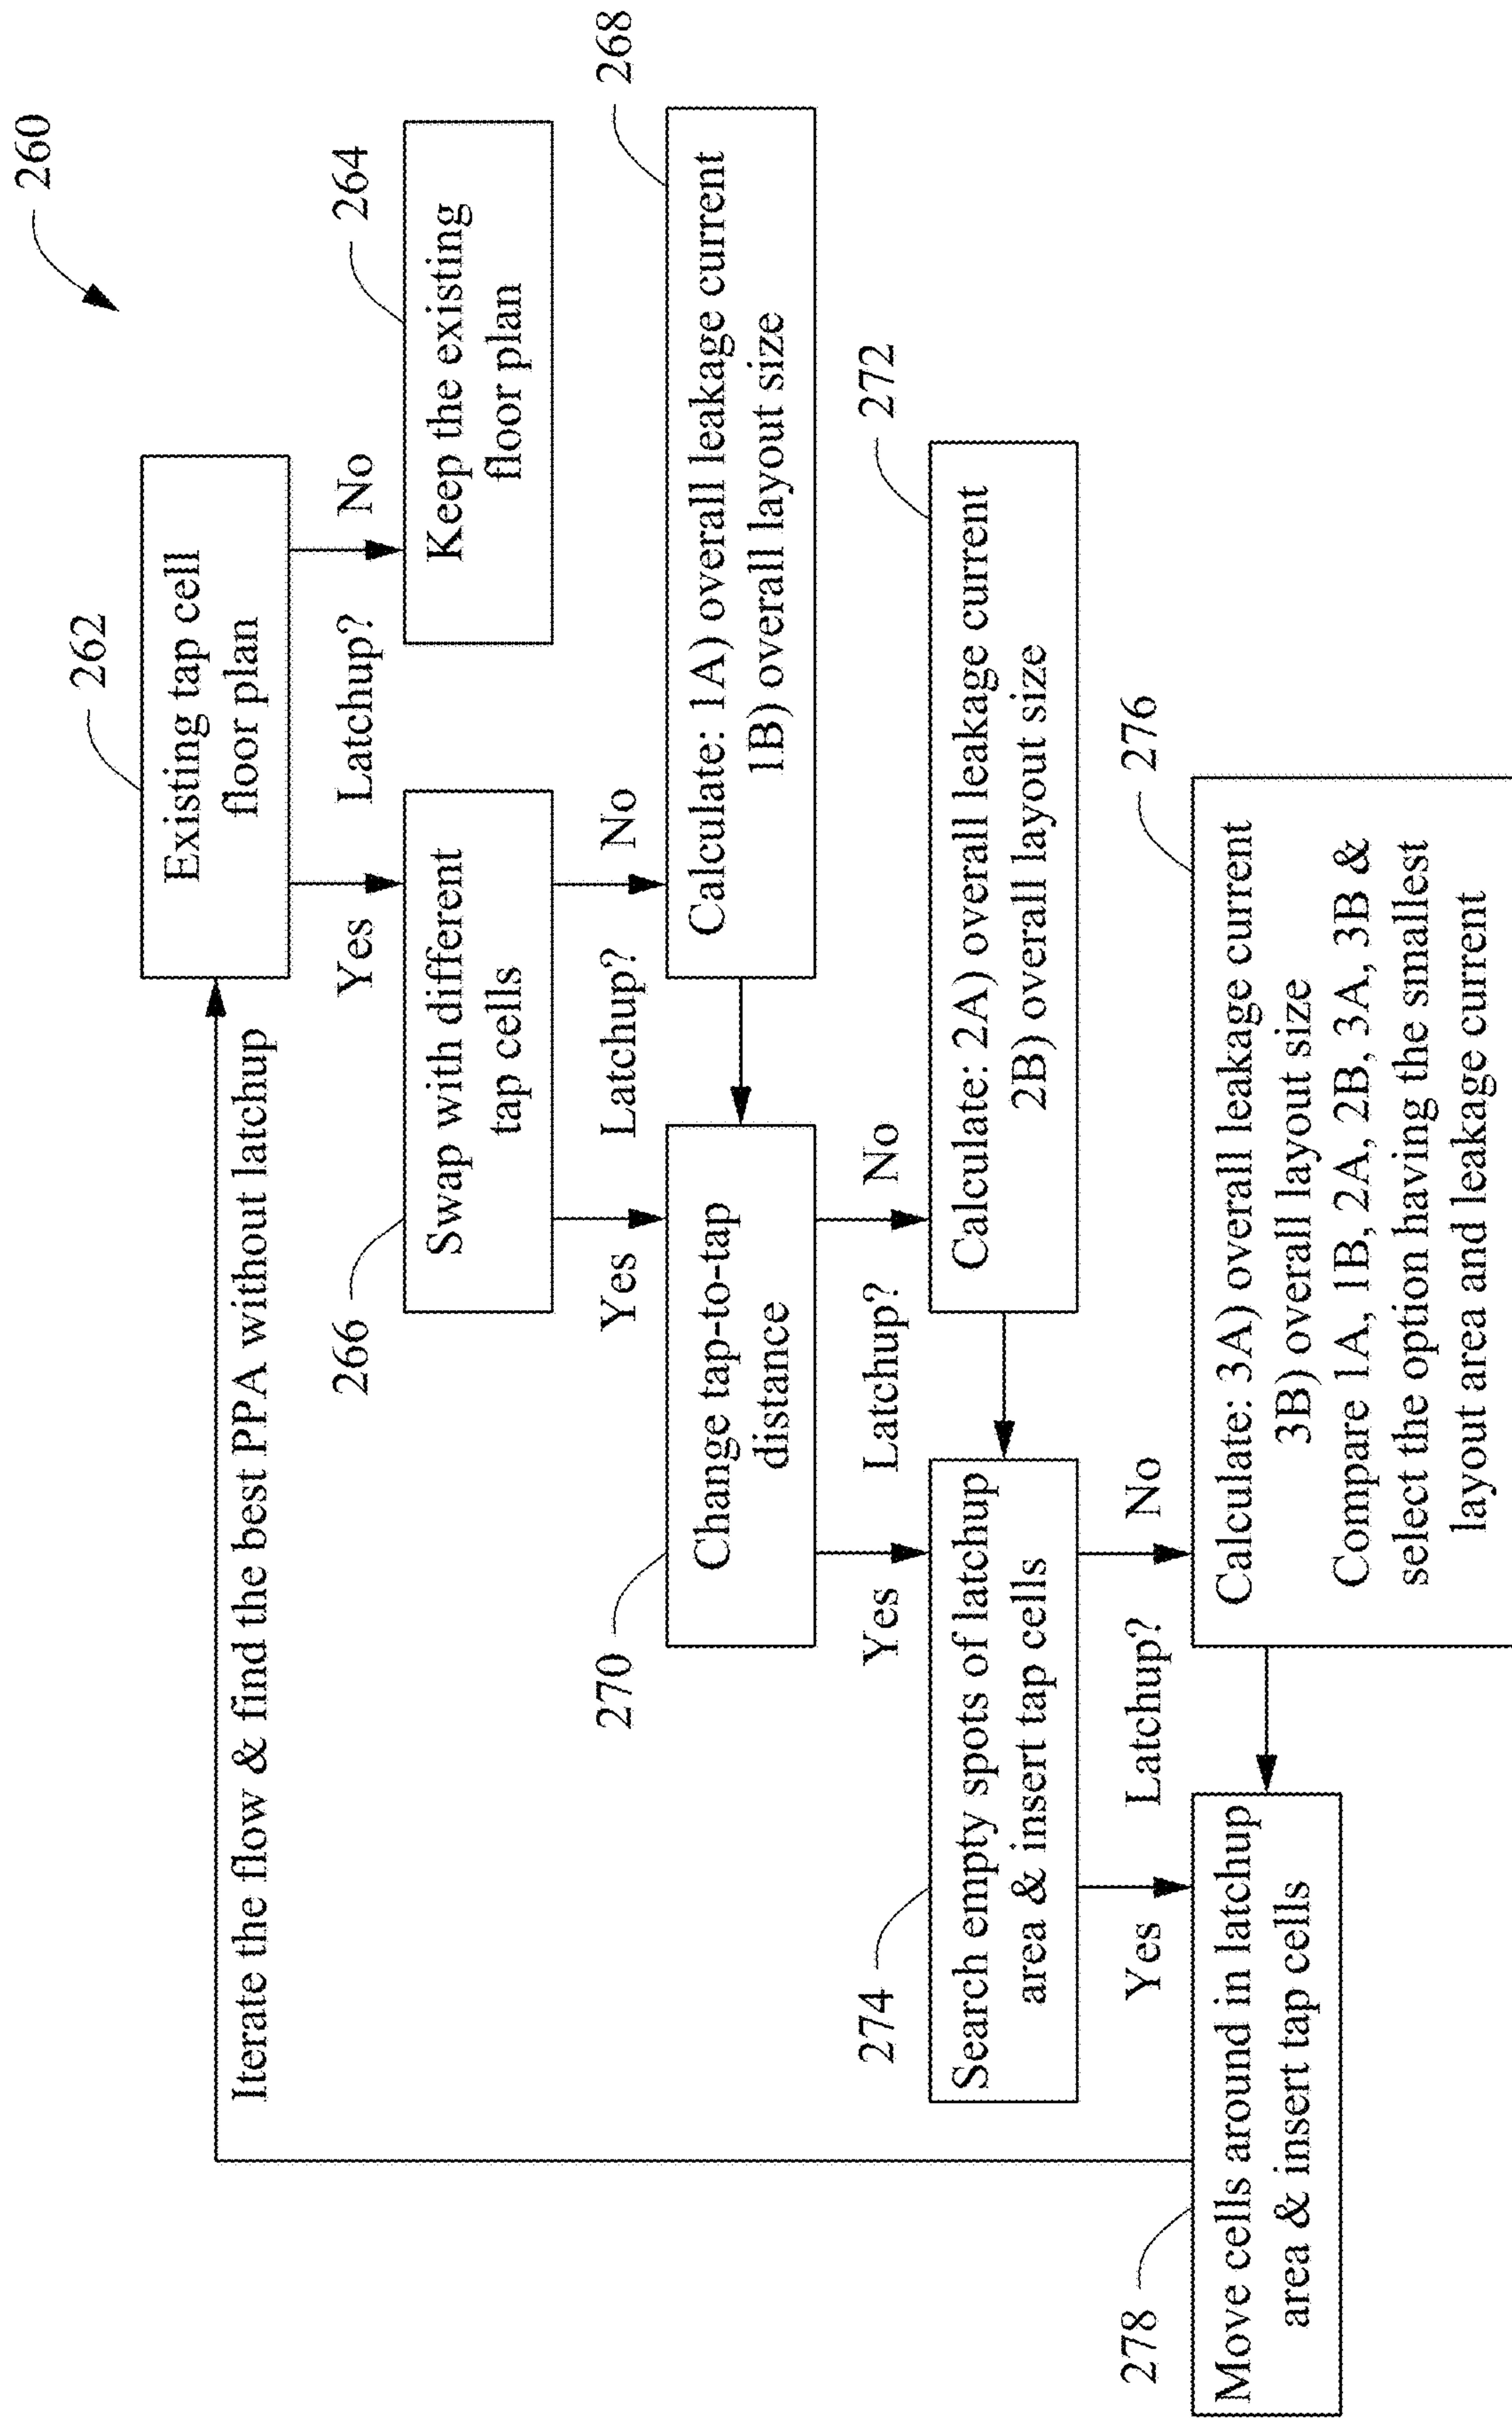 260
262
Existing tap cell
floor plan
Iterate the flow & find the best PPA without latchup
Yes
Latchup?
No
264
Keep the existing
floor plan
266
Swap with different
tap cells
Yes
Latchup?
No
268
Calculate: 1A) overall leakage current
1B) overall layout size
270
Change tap-to-tap
distance
Yes
Latchup?
No
272
Calculate: 2A) overall leakage current
2B) overall layout size
274
Search empty spots of latchup
area & insert tap cells
Yes
Latchup?
No
276
Calculate: 3A) overall leakage current
3B) overall layout size
Compare 1A, 1B, 2A, 2B, 3A, 3B &
select the option having the smallest
layout area and leakage current
278
Move cells around in latchup
area & insert tap cells